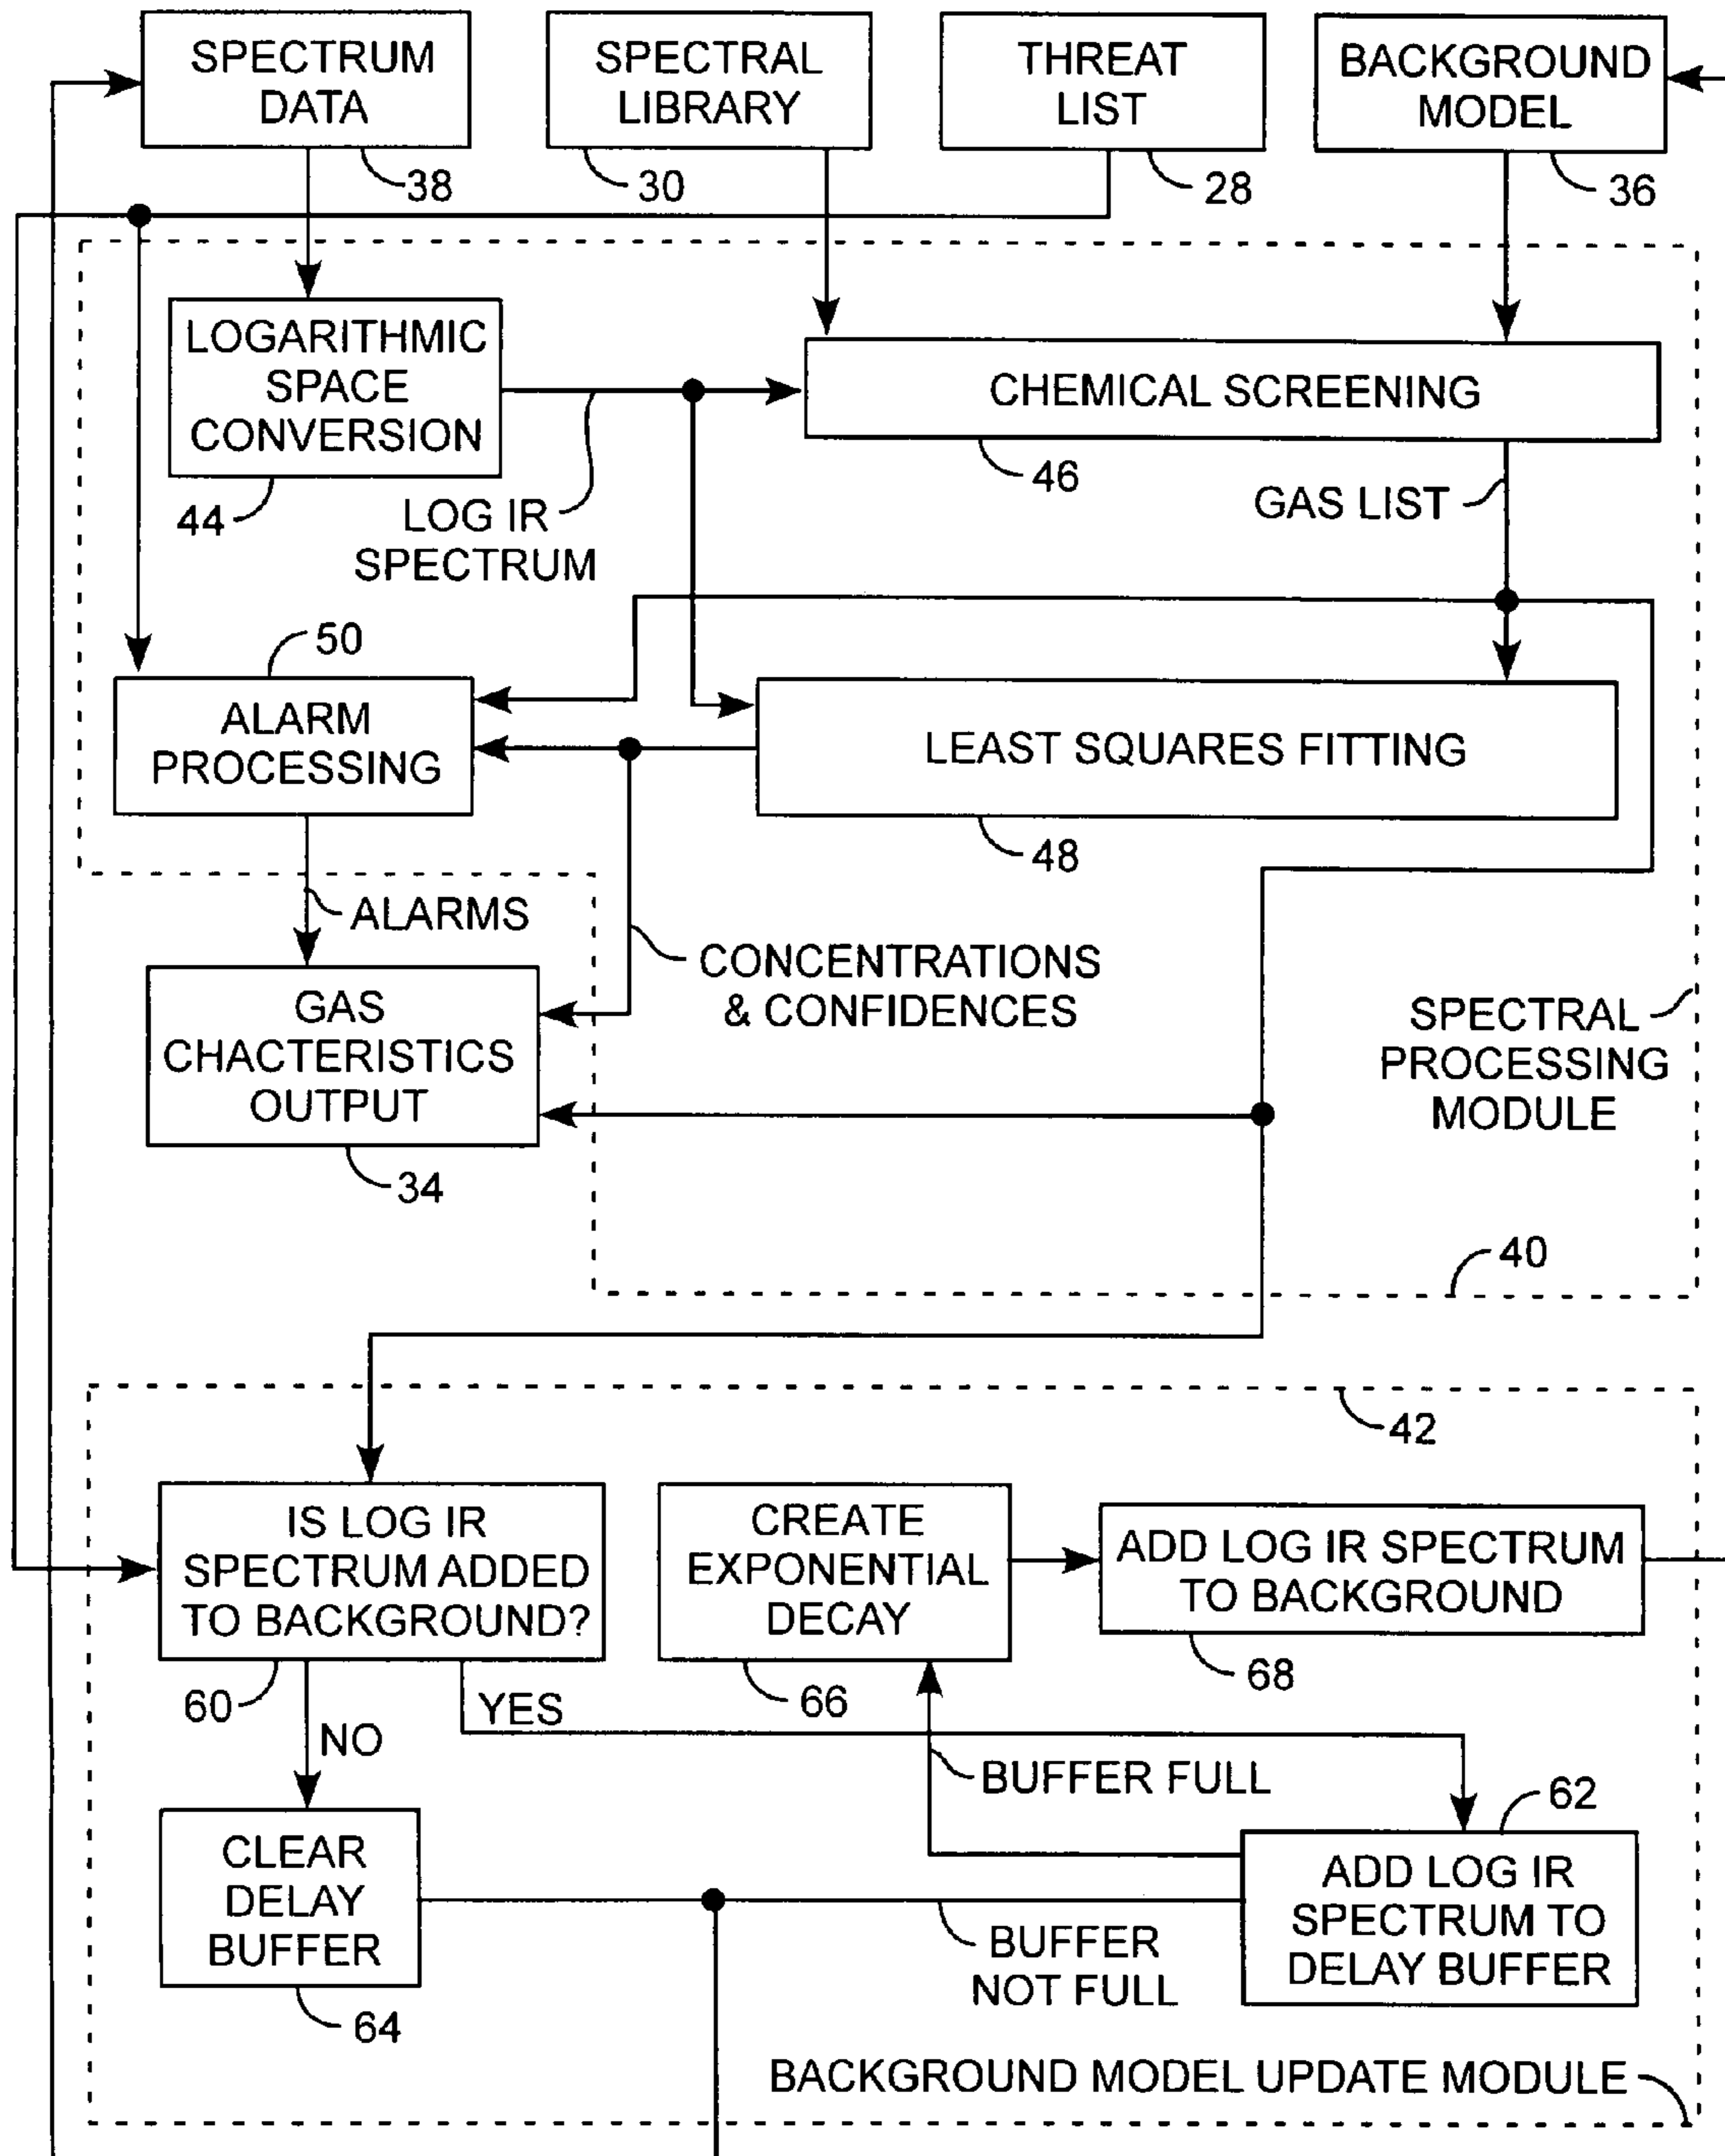 SPECTRUM
DATA
38
SPECTRAL
LIBRARY
30
THREAT
LIST
28
BACKGROUND
MODEL
36
LOGARITHMIC
SPACE
CONVERSION
44
LOG IR
SPECTRUM
CHEMICAL SCREENING
46
GAS LIST
50
ALARM
PROCESSING
LEAST SQUARES FITTING
48
ALARMS
CONCENTRATIONS
& CONFIDENCES
GAS
CHACTERISTICS
OUTPUT
34
SPECTRAL
PROCESSING
MODULE
40
42
IS LOG IR
SPECTRUM ADDED
TO BACKGROUND?
60
NO
YES
CREATE
EXPONENTIAL
DECAY
66
ADD LOG IR SPECTRUM
TO BACKGROUND
68
BUFFER FULL
62
CLEAR
DELAY
BUFFER
64
BUFFER
NOT FULL
ADD LOG IR
SPECTRUM TO
DELAY BUFFER
BACKGROUND MODEL UPDATE MODULE